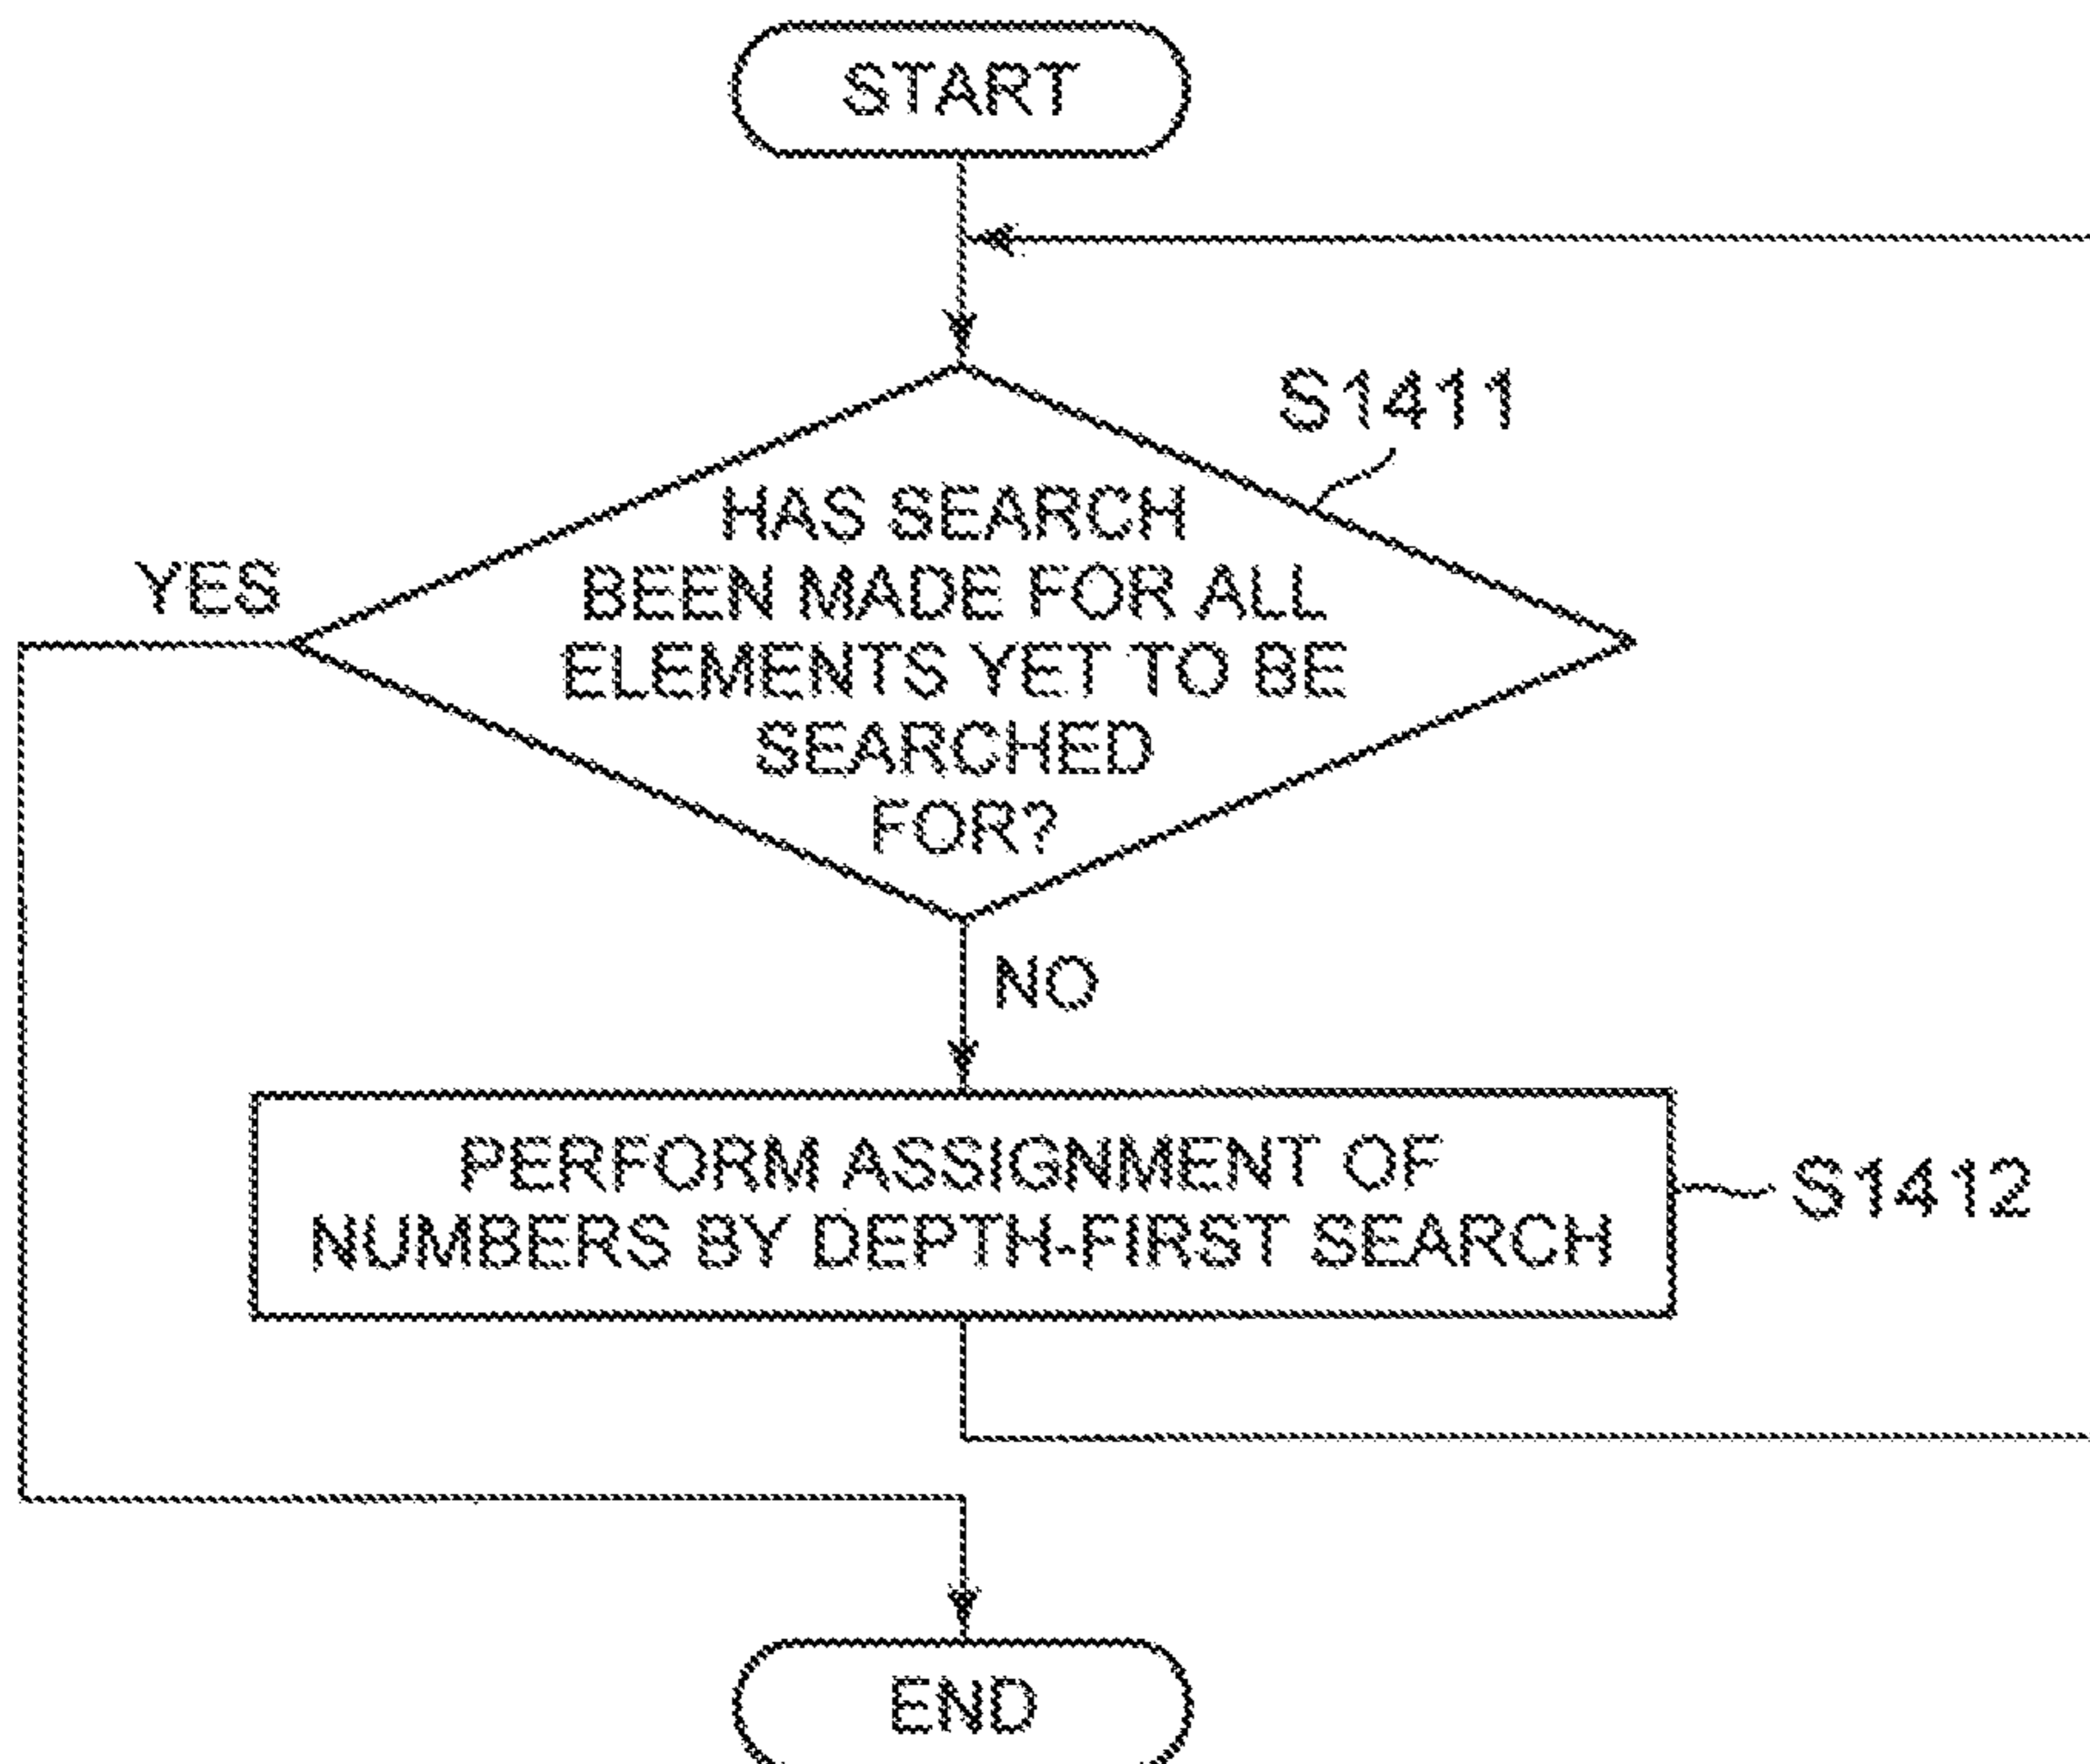 START
S1411
HAS SEARCH
BEEN MADE FOR ALL
ELEMENTS YET TO BE
SEARCHED
FOR?
YES
NO
PERFORM ASSIGNMENT OF
NUMBERS BY DEPTH-FIRST SEARCH
S1412
END